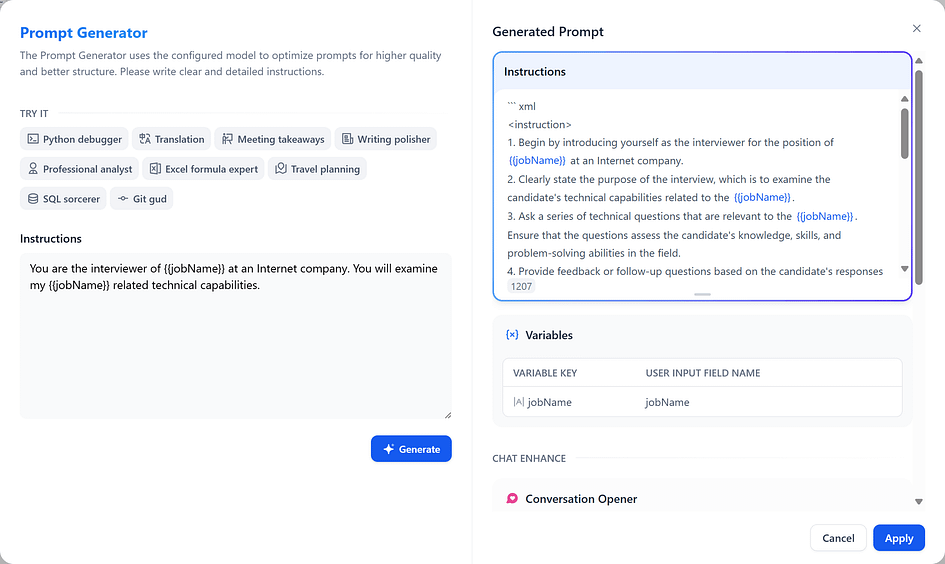 Prompt Generator
The Prompt Generator uses the configured model to optimize prompts for higher quality
and better structure. Please write clear and detailed instructions.
TRY IT
Python debugger
Translation
Meeting takeaways
Writing polisher
Professional analyst
Excel formula expert
Travel planning
SQL sorcerer
Git gud
Instructions
You are the interviewer of {{jobName}} at an Internet company. You will examine
my {{jobName}} related technical capabilities.
Generate
Generated Prompt
Instructions
``` xml
<instruction>
1. Begin by introducing yourself as the interviewer for the position of
{{jobName}} at an Internet company.
2. Clearly state the purpose of the interview, which is to examine the
candidate's technical capabilities related to the {{jobName}}.
3. Ask a series of technical questions that are relevant to the {{jobName}}.
Ensure that the questions assess the candidate's knowledge, skills, and
problem-solving abilities in the field.
4. Provide feedback or follow-up questions based on the candidate's responses
1207
{x} Variables
VARIABLE KEY USER INPUT FIELD NAME
|A| jobName jobName
CHAT ENHANCE
Conversation Opener
Cancel
Apply